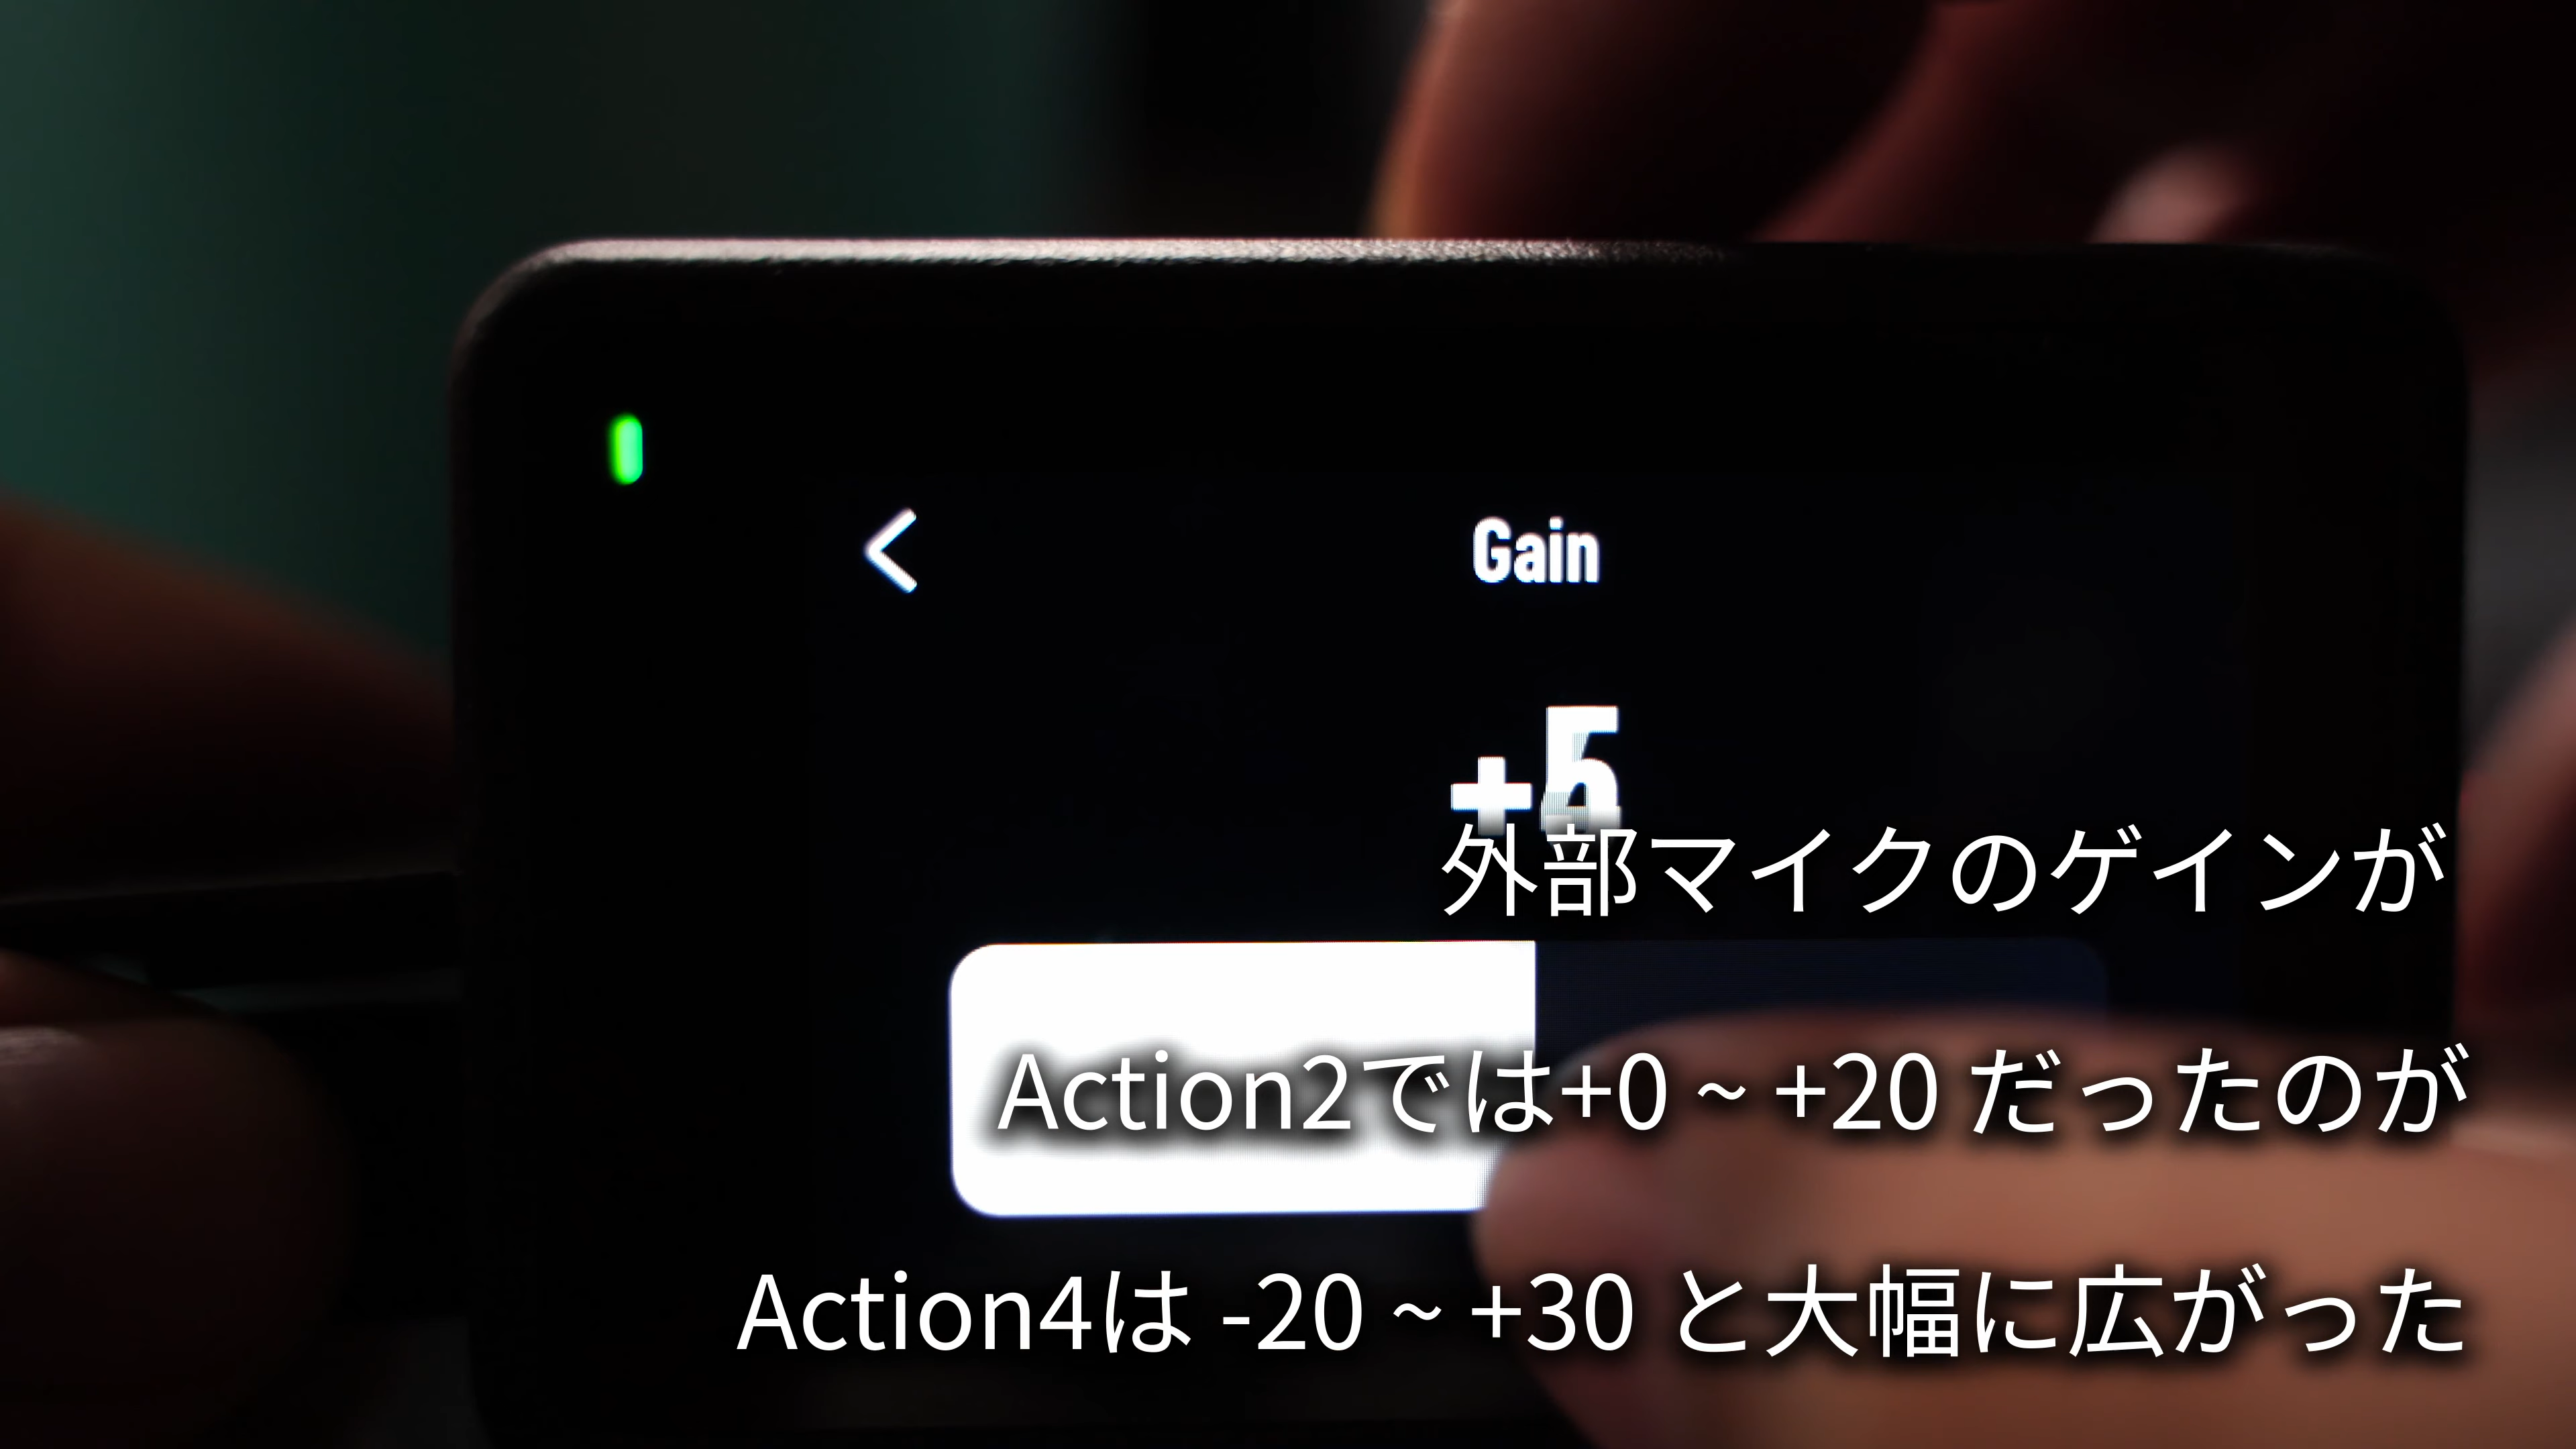 Gain
+5
外部マイクのゲインが
Action2では+0 ~ +20 だったのが
Action4は -20 ~ +30 と大幅に広がった